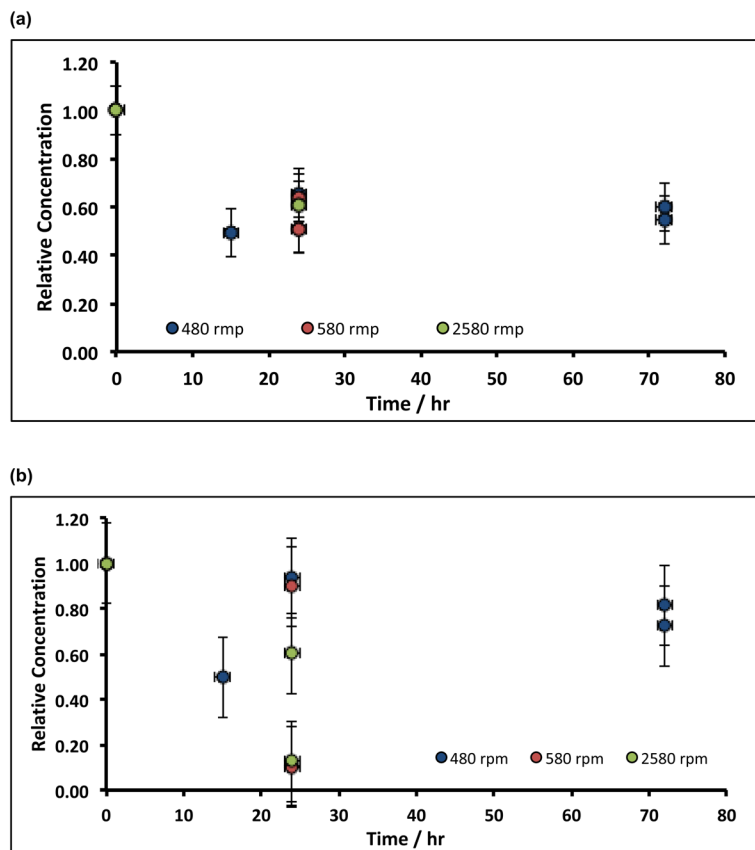 (a)
Relative Concentration
1.20
1.00
0.80
0.60
0.40
0.20
0.00
480 rmp 580 rmp 2580 rmp
0 10 20 30 40 50 60 70 80
Time / hr
(b)
Relative Concentration
1.20
1.00
0.80
0.60
0.40
0.20
0.00
480 rpm 580 rpm 2580 rpm
0 10 20 30 40 50 60 70 80
Time / hr